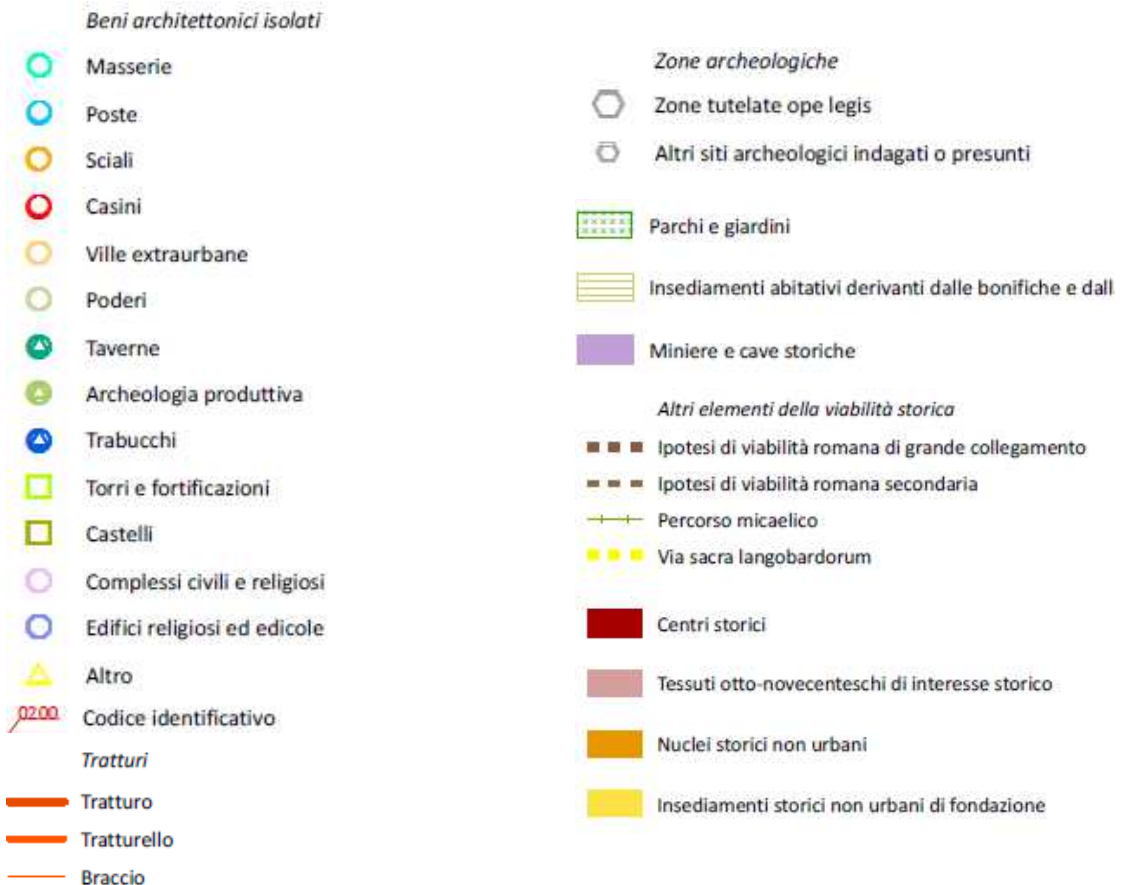 Beni architettonici isolati
Masserie
Poste
Sciali
Casini
Ville extraurbane
Poderi
Taverne
Archeologia produttiva
Trabucchi
Torri e fortificazioni
Castelli
Complessi civili e religiosi
Edifici religiosi ed edicole
Altro
0200 Codice identificativo
Tratturi
Tratturo
Tratturello
Braccio
Zone archeologiche
Zone tutelate ope legis
Altri siti archeologici indagati o presunti
Parchi e giardini
Insediamenti abitativi derivanti dalle bonifiche e dall
Miniere e cave storiche
Altri elementi della viabilità storica
Ipotesi di viabilità romana di grande collegamento
Ipotesi di viabilità romana secondaria
Percorso micaelico
Via sacra langobardorum
Centri storici
Tessuti otto-novecenteschi di interesse storico
Nuclei storici non urbani
Insediamenti storici non urbani di fondazione